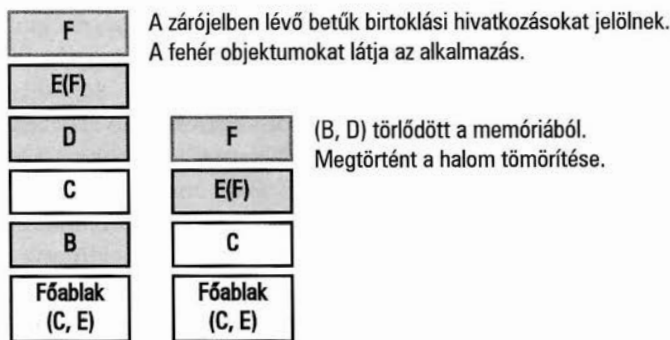 A zárójelben lévő betűk birtoklási hivatkozásokat jelölnek.
A fehér objektumokat látja az alkalmazás.
F
E(F)
D
C
B
Főablak
(C, E)
F
E(F)
C
Főablak
(C, E)
(B, D) törlődött a memóriából.
Megtörtént a halom tömörítése.